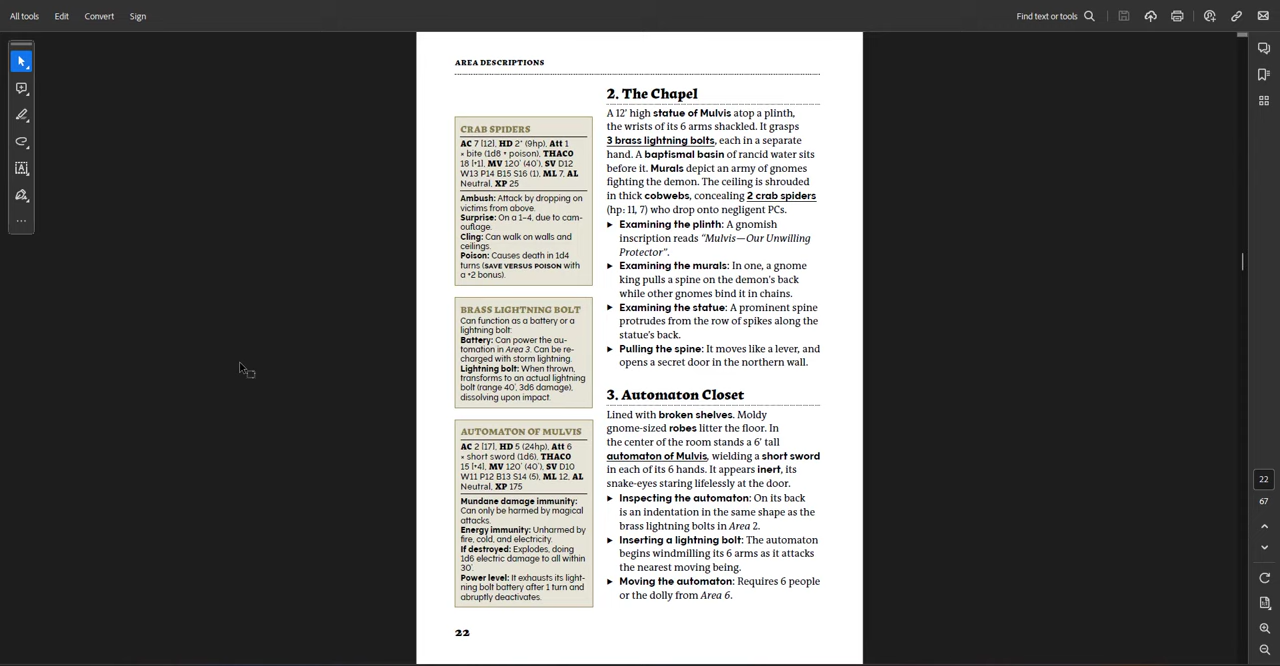 All tools
Edit
Convert
Sign
Find text or tools
AREA DESCRIPTIONS
CRAB SPIDERS
AC 7 [12], HD 2* (9hp), Att 1
× bite (1d8 + poison), THACO
18 [+1], MV 120' (40'), SV D12
W13 P14 B15 S16 (1), ML 7, AL
Neutral, XP 25
Ambush: Attack by dropping on
victims from above.
Surprise: On a 1–4, due to cam-
ouflage.
Cling: Can walk on walls and
ceilings.
Poison: Causes death in 1d4
turns (SAVE VERSUS POISON with
a +2 bonus).
BRASS LIGHTNING BOLT
Can function as a battery or a
lightning bolt:
Battery: Can power the au-
tomation in Area 3. Can be re-
charged with storm lightning.
Lightning bolt: When thrown,
transforms to an actual lightning
bolt (range 40', 3d6 damage),
dissolving upon impact.
AUTOMATON OF MULVIS
AC 2 [17], HD 5 (24hp), Att 6
× short sword (1d6), THACO
15 [+4], MV 120' (40'), SV D10
W11 P12 B13 S14 (5), ML 12, AL
Neutral, XP 175
Mundane damage immunity:
Can only be harmed by magical
attacks.
Energy immunity: Unharmed by
fire, cold, and electricity.
If destroyed: Explodes, doing
1d6 electric damage to all within
30'.
Power level: It exhausts its light-
ning bolt battery after 1 turn and
abruptly deactivates.
2. The Chapel
A 12' high statue of Mulvis atop a plinth,
the wrists of its 6 arms shackled. It grasps
3 brass lightning bolts, each in a separate
hand. A baptismal basin of rancid water sits
before it. Murals depict an army of gnomes
fighting the demon. The ceiling is shrouded
in thick cobwebs, concealing 2 crab spiders
(hp: 11, 7) who drop onto negligent PCs.
▶ Examining the plinth: A gnomish
inscription reads “Mulvis—Our Unwilling
Protector”.
▶ Examining the murals: In one, a gnome
king pulls a spine on the demon's back
while other gnomes bind it in chains.
▶ Examining the statue: A prominent spine
protrudes from the row of spikes along the
statue's back.
▶ Pulling the spine: It moves like a lever, and
opens a secret door in the northern wall.
3. Automaton Closet
Lined with broken shelves. Moldy
gnome-sized robes litter the floor. In
the center of the room stands a 6' tall
automaton of Mulvis, wielding a short sword
in each of its 6 hands. It appears inert, its
snake-eyes staring lifelessly at the door.
▶ Inspecting the automaton: On its back
is an indentation in the same shape as the
brass lightning bolts in Area 2.
▶ Inserting a lightning bolt: The automaton
begins windmilling its 6 arms as it attacks
the nearest moving being.
▶ Moving the automaton: Requires 6 people
or the dolly from Area 6.
22
22
67